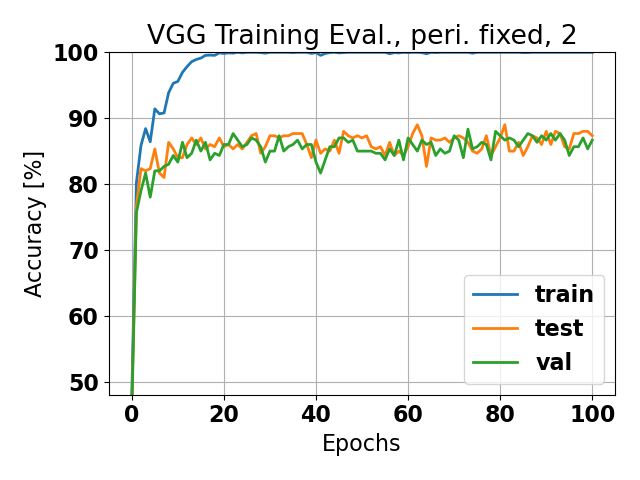 VGG Training Eval., peri. fixed, 2
Accuracy [%]
100
90
80
70
60
50
train
test
val
0 20 40 60 80 100
Epochs